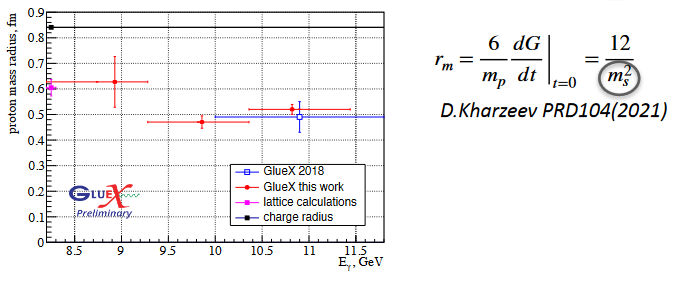 proton mass radius, fm
0.9
0.8
0.7
0.6
0.5
0.4
0.3
0.2
0.1
0
8.5 9 9.5 10 10.5 11 11.5
Eγ, GeV
GlueX 2018
GlueX this work
lattice calculations
charge radius
GLUEX
Preliminary
r_m = 6/m_p dG/dt |_{t=0} = 12/m_s^2
D.Kharzeev PRD104(2021)